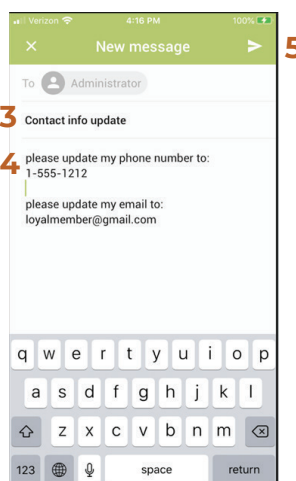 Verizon 4:16 PM 100%
× New message
5
To Administrator
3 Contact info update
4 please update my phone number to:
1-555-1212
please update my email to:
loyalmember@gmail.com
q w e r t y u i o p
a s d f g h j k l
z x c v b n m
123 space return